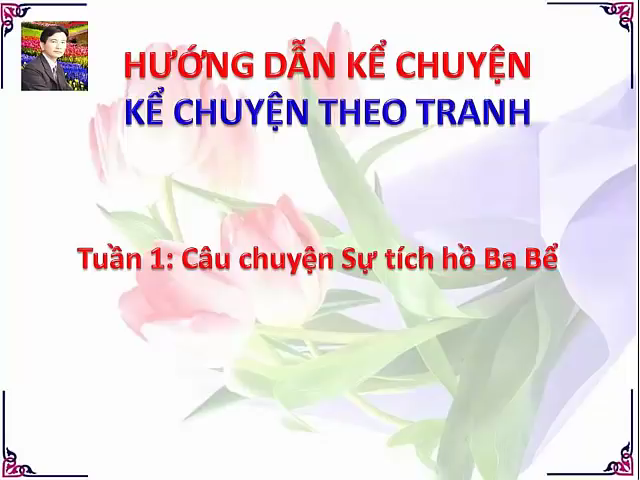 HƯỚNG DẪN KỂ CHUYỆN
KỂ CHUYỆN THEO TRANH
Tuần 1: Câu chuyện Sự tích hồ Ba Bể